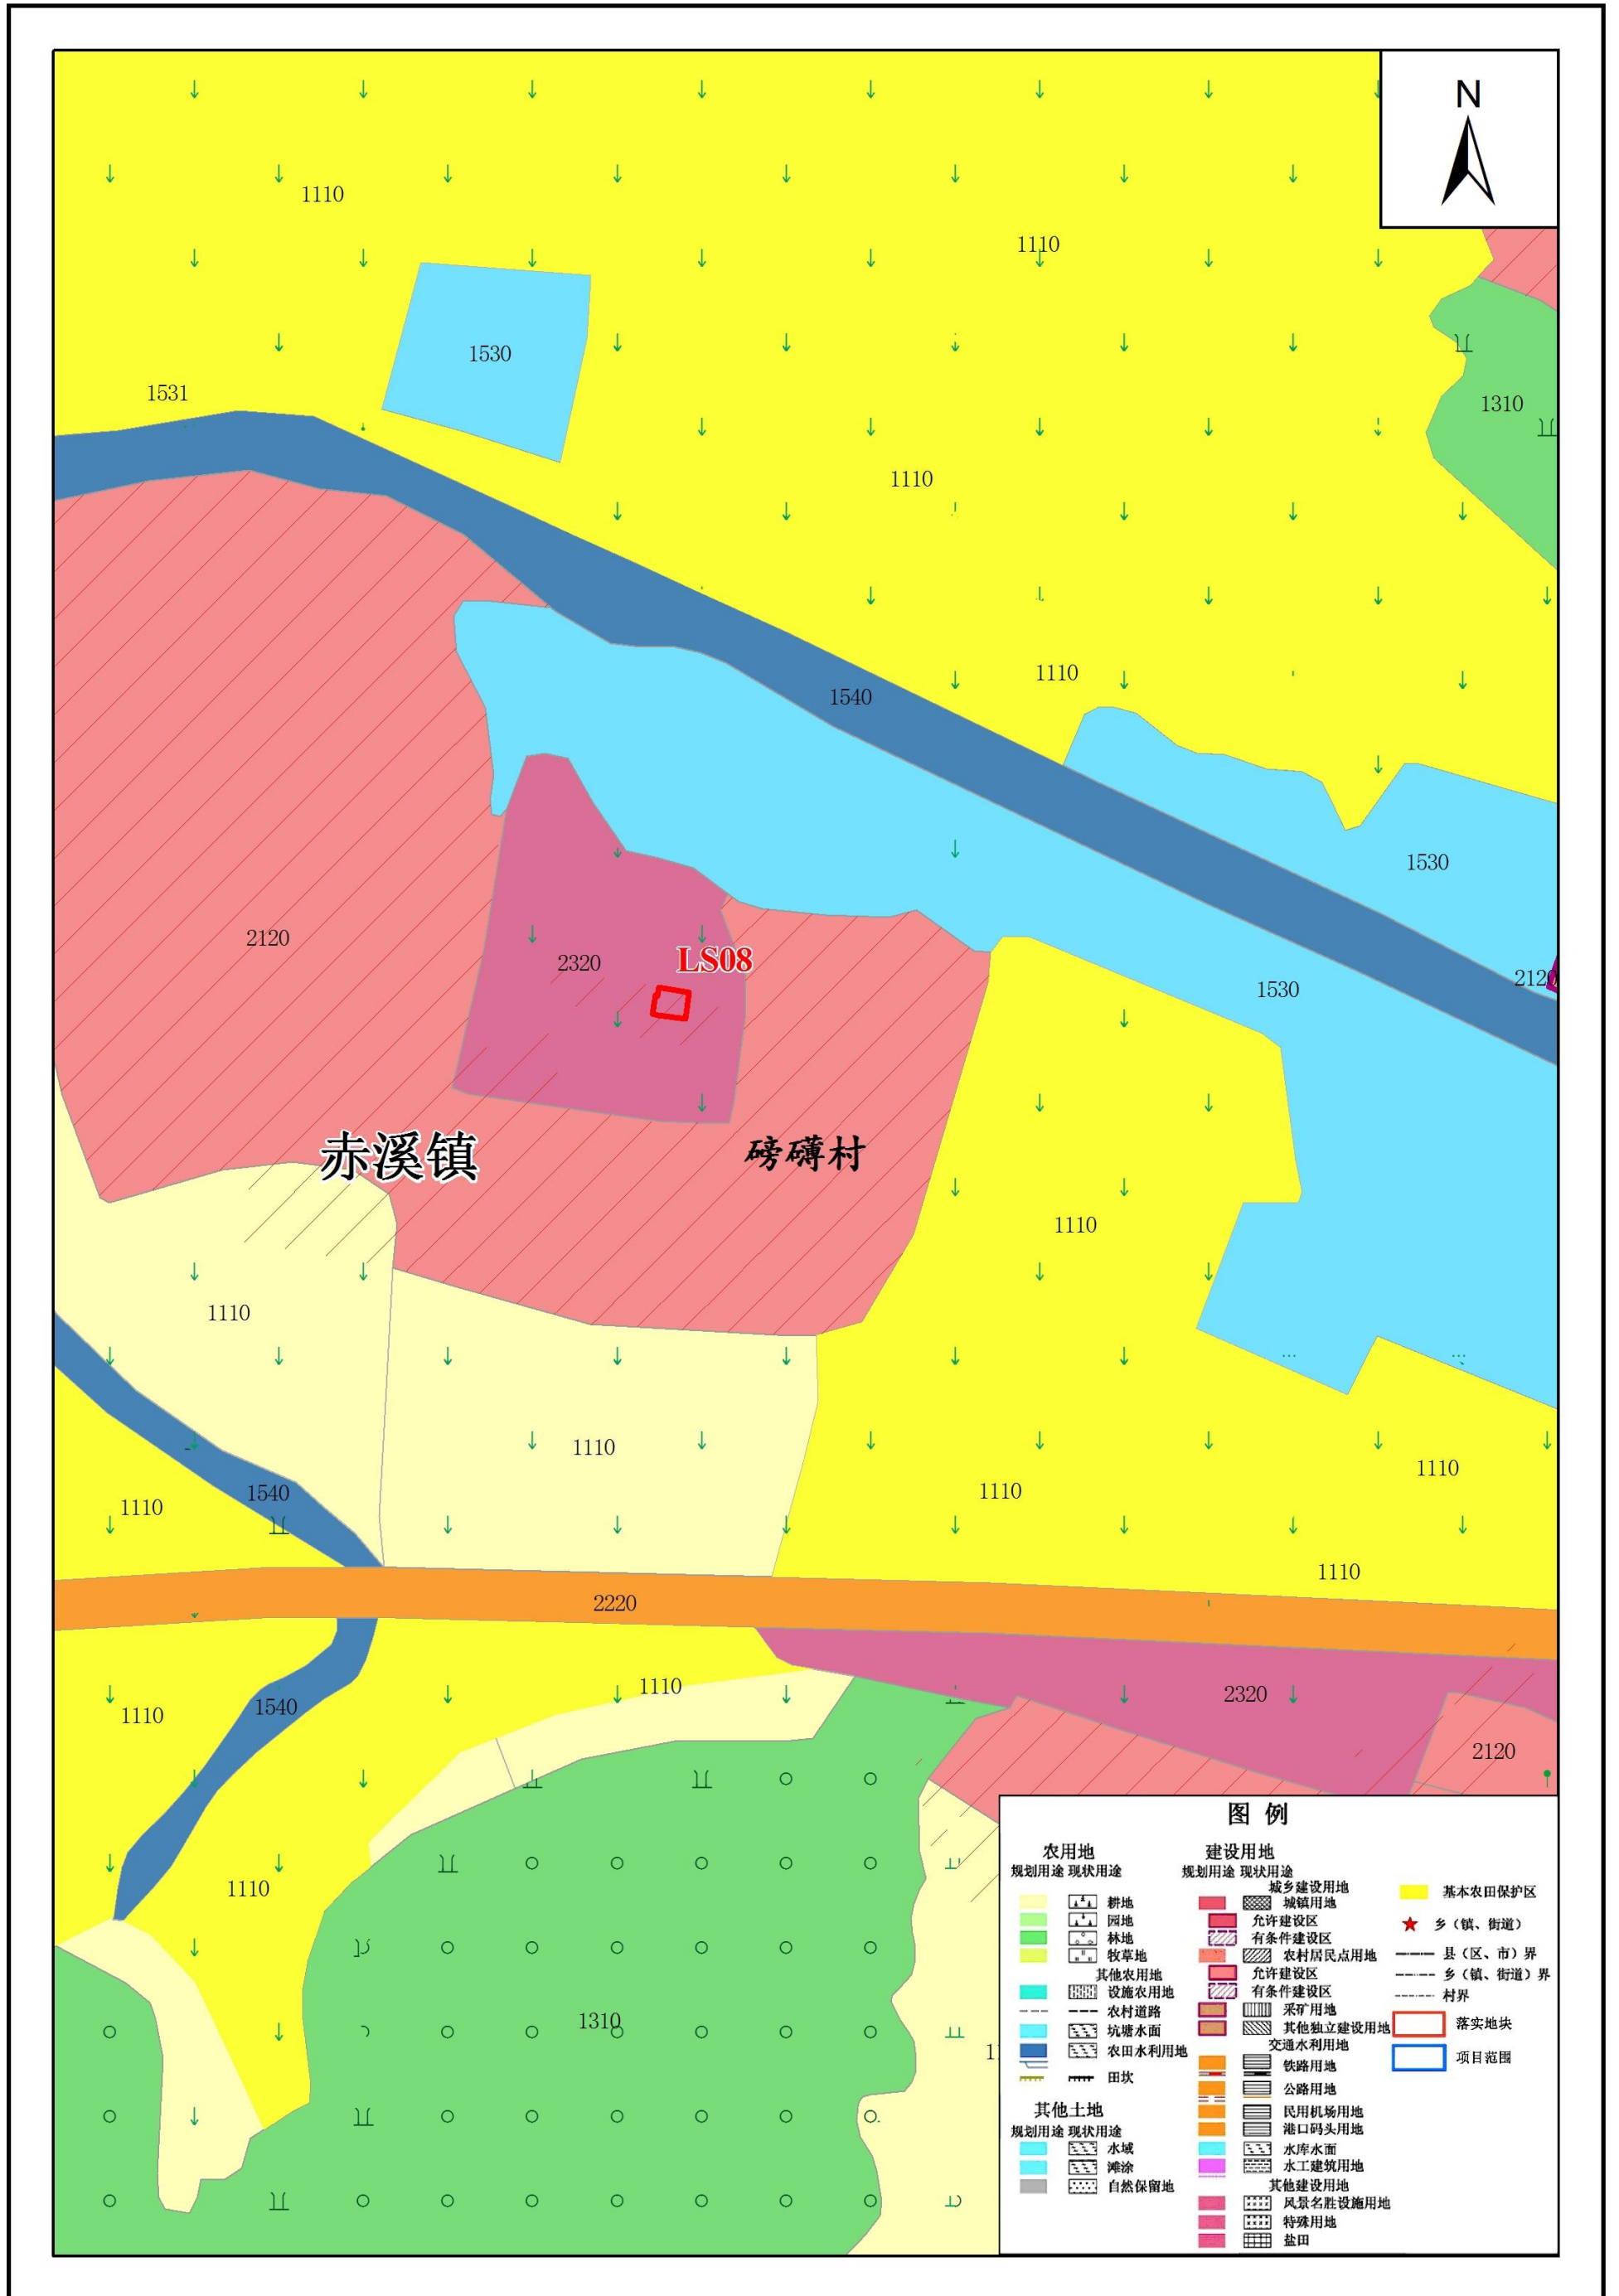 N
1110
1110
1530
1531
1310
1110
1110
1540
1530
2120
LS08
2320
2120
1530
赤溪镇
磅礴村
1110
1110
1110
1110
1110
1540
1110
1110
2220
1110
1110
1540
2320
2120
1110
1310
11
图 例
农用地
规划用途 现状用途
耕地
园地
林地
牧草地
其他农用地
设施农用地
农村道路
坑塘水面
农田水利用地
田坎
其他土地
规划用途 现状用途
水域
滩涂
自然保留地
建设用地
规划用途 现状用途
城乡建设用地
城镇用地
允许建设区
有条件建设区
农村居民点用地
允许建设区
有条件建设区
采矿用地
其他独立建设用地
交通水利用地
铁路用地
公路用地
民用机场用地
港口码头用地
水库水面
水工建筑用地
其他建设用地
风景名胜设施用地
特殊用地
盐田
基本农田保护区
乡（镇、街道）
县（区、市）界
乡（镇、街道）界
村界
落实地块
项目范围